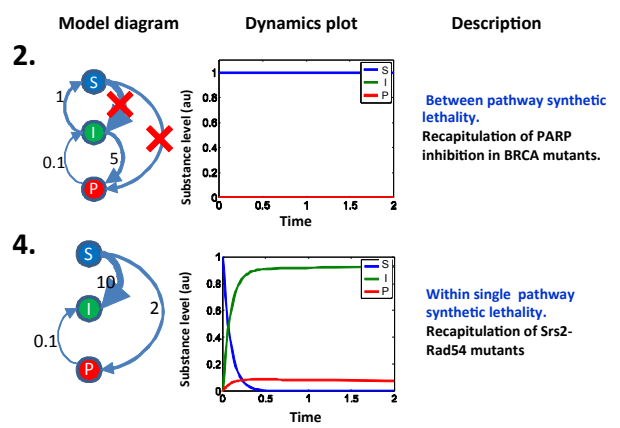 Model diagram Dynamics plot Description
2.
S
I
P
1
0.1
5
Substance level (au)
1
0.8
0.6
0.4
0.2
0
0 0.5 1 1.5 2
Time
S
I
P
Between pathway synthetic
lethality.
Recapitulation of PARP
inhibition in BRCA mutants.
4.
S
I
P
10
2
0.1
Substance level (au)
1
0.8
0.6
0.4
0.2
0
0 0.5 1 1.5 2
Time
S
I
P
Within single pathway
synthetic lethality.
Recapitulation of Srs2-
Rad54 mutants